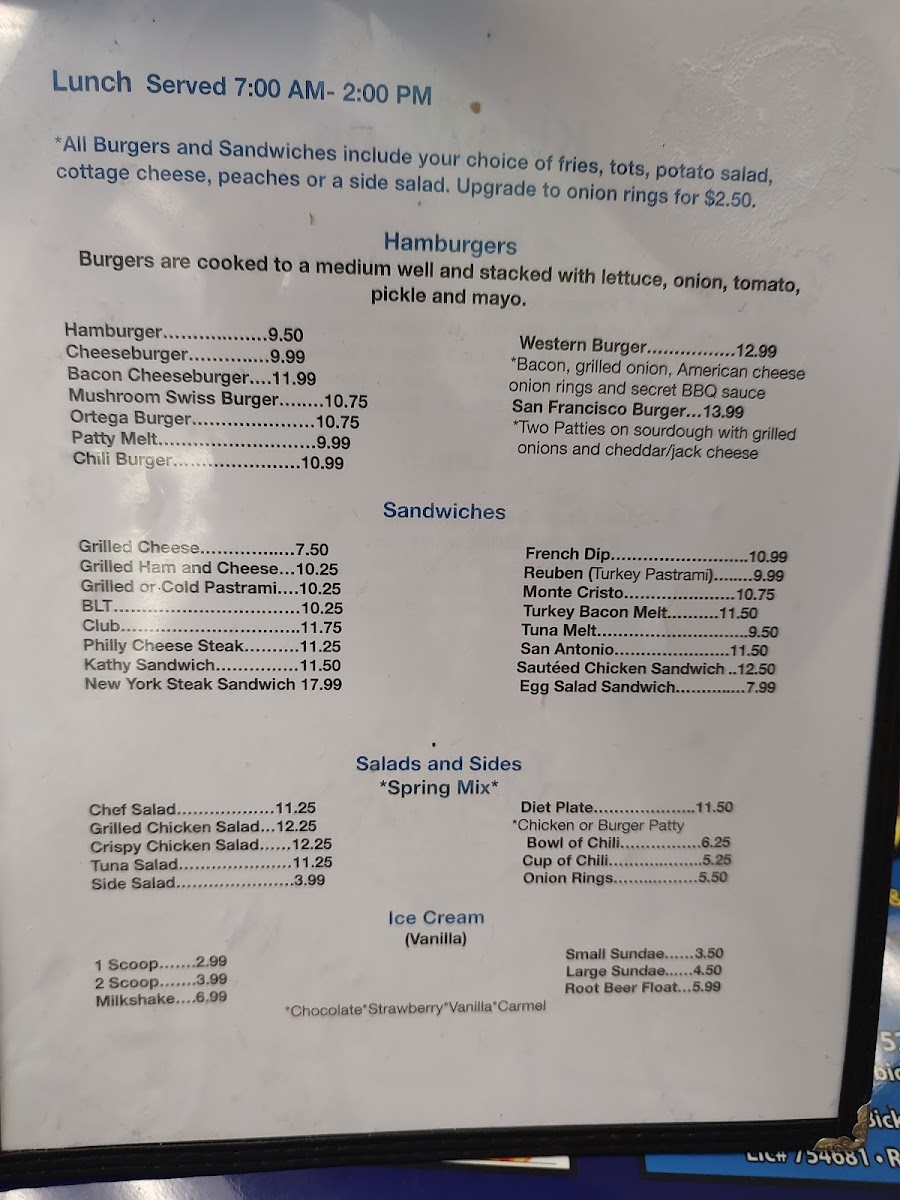 Lunch Served 7:00 AM- 2:00 PM
*All Burgers and Sandwiches include your choice of fries, tots, potato salad,
cottage cheese, peaches or a side salad. Upgrade to onion rings for $2.50.
Hamburgers
Burgers are cooked to a medium well and stacked with lettuce, onion, tomato,
pickle and mayo.
Hamburger..................9.50
Cheeseburger..............9.99
Bacon Cheeseburger....11.99
Mushroom Swiss Burger........10.75
Ortega Burger......................10.75
Patty Melt............................9.99
Chili Burger.......................10.99
Western Burger................12.99
*Bacon, grilled onion, American cheese
onion rings and secret BBQ sauce
San Francisco Burger...13.99
*Two Patties on sourdough with grilled
onions and cheddar/jack cheese
Sandwiches
Grilled Cheese.................7.50
Grilled Ham and Cheese...10.25
Grilled or Cold Pastrami....10.25
BLT.................................10.25
Club...............................11.75
Philly Cheese Steak..........11.25
Kathy Sandwich...............11.50
New York Steak Sandwich 17.99
French Dip..........................10.99
Reuben (Turkey Pastrami)........9.99
Monte Cristo.....................10.75
Turkey Bacon Melt..........11.50
Tuna Melt............................9.50
San Antonio......................11.50
Sautéed Chicken Sandwich ..12.50
Egg Salad Sandwich.............7.99
Salads and Sides
*Spring Mix*
Chef Salad..................11.25
Grilled Chicken Salad...12.25
Crispy Chicken Salad......12.25
Tuna Salad.....................11.25
Side Salad......................3.99
Diet Plate...................11.50
*Chicken or Burger Patty
Bowl of Chili...............6.25
Cup of Chili.................5.25
Onion Rings................5.50
Ice Cream
(Vanilla)
1 Scoop.......2.99
2 Scoop.......3.99
Milkshake....6.99
Small Sundae......3.50
Large Sundae......4.50
Root Beer Float...5.99
*Chocolate*Strawberry*Vanilla*Carmel
Lic# 754681 • R